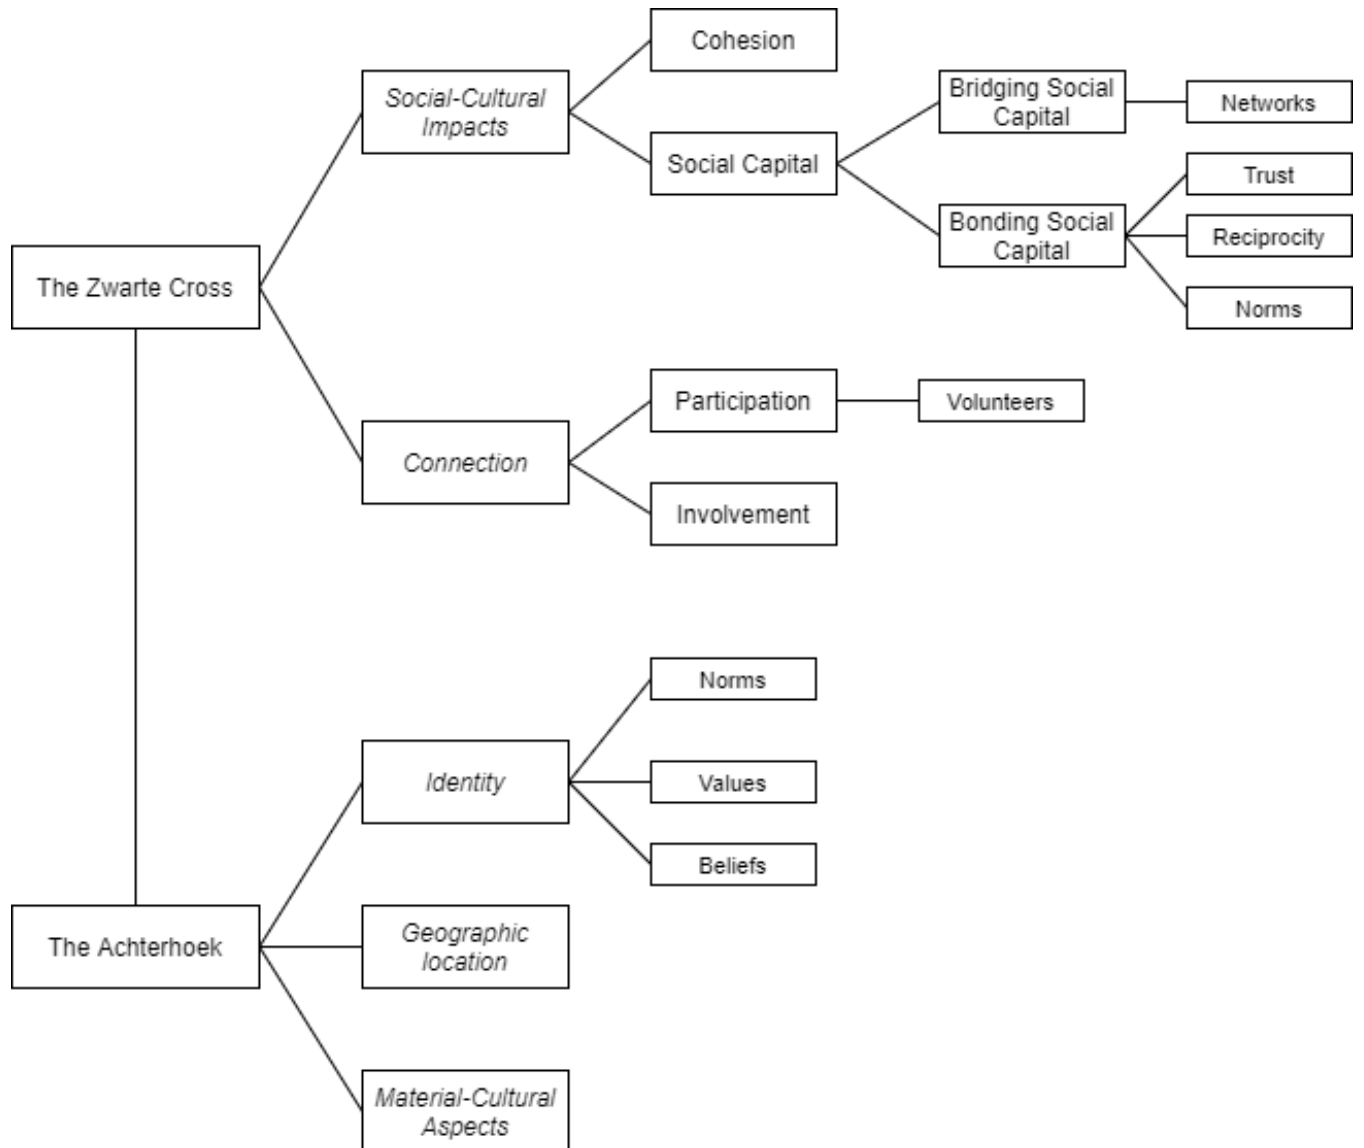 Cohesion
Social-Cultural
Impacts
Bridging Social
Capital
Networks
Social Capital
Trust
Bonding Social
Capital
Reciprocity
The Zwarte Cross
Norms
Participation
Volunteers
Connection
Involvement
Norms
Identity
Values
Beliefs
The Achterhoek
Geographic
location
Material-Cultural
Aspects